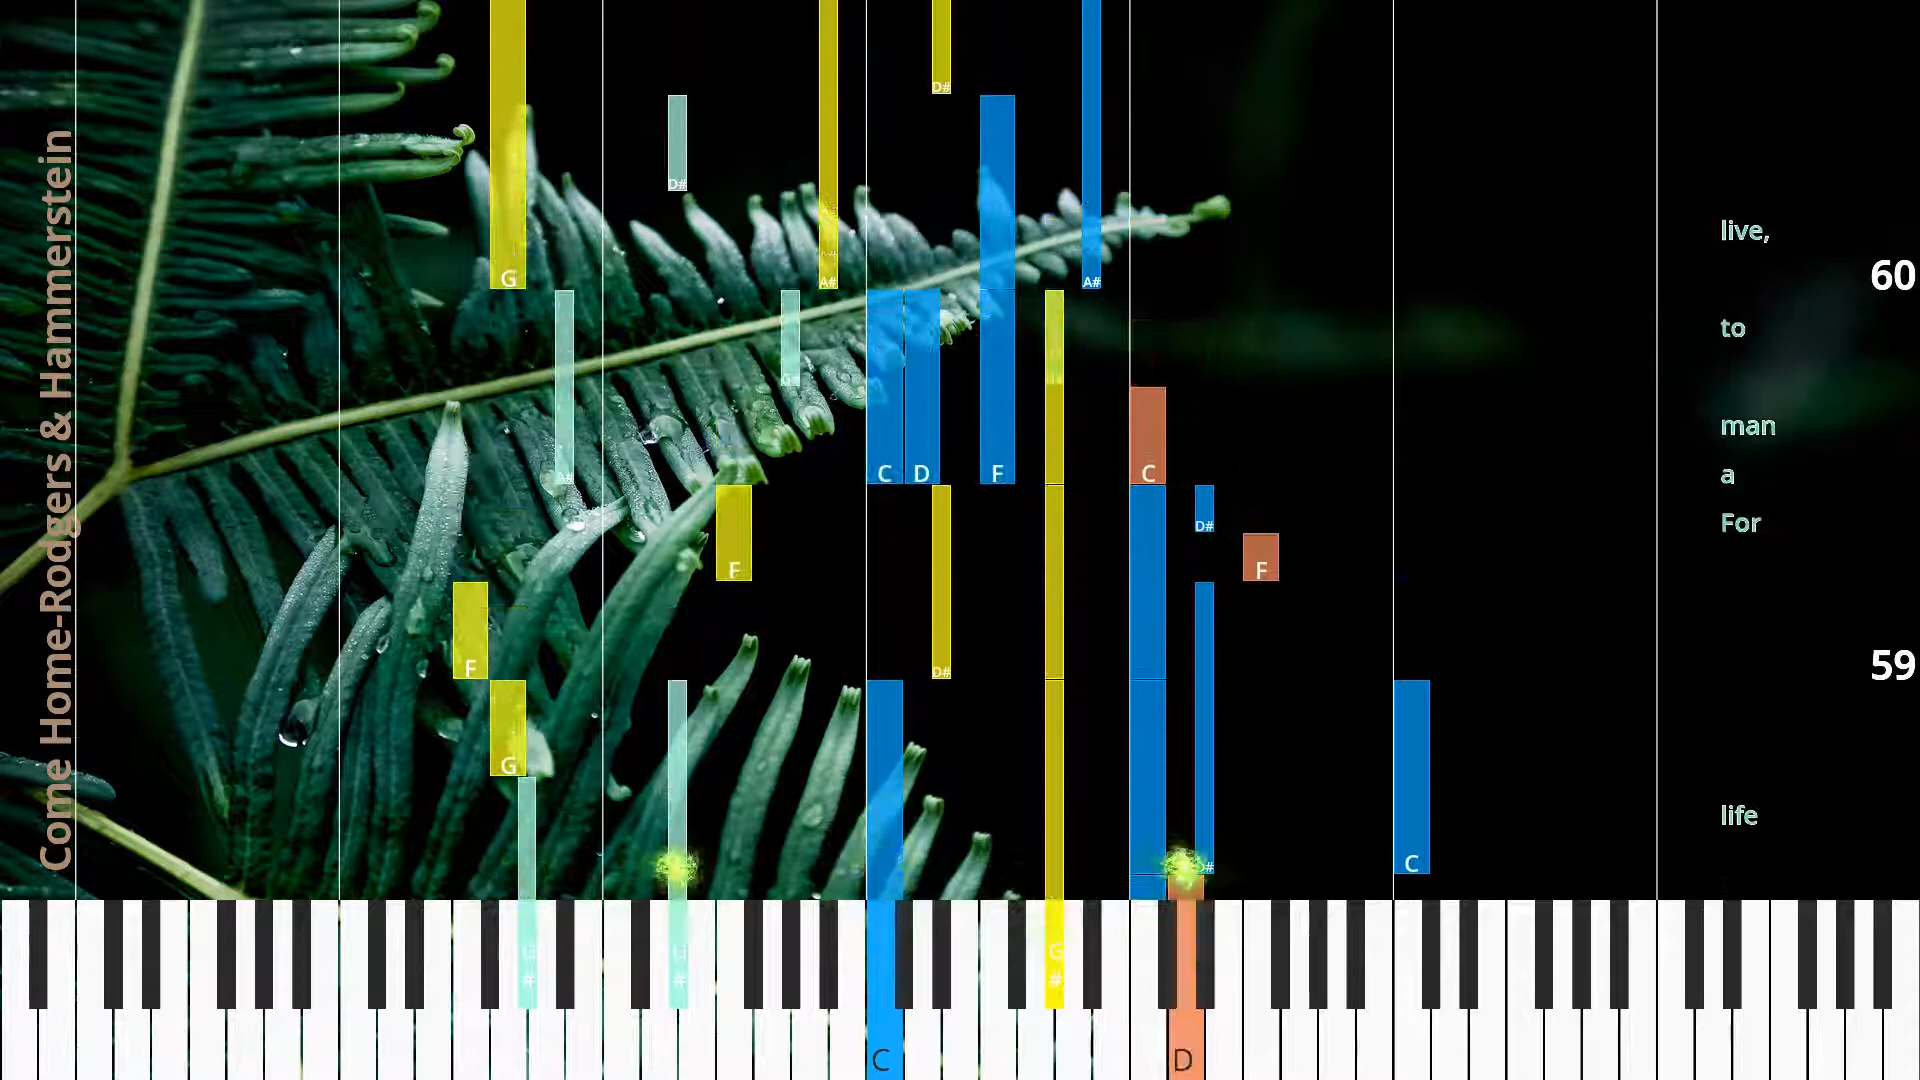 Come Home-Rodgers & Hammerstein
D#
D#
G
A#
A#
live,
60
to
man
C
D
F
C
a
A#
D#
For
F
F
F
D#
59
G
life
D#
C
G
#
G
#
C
D